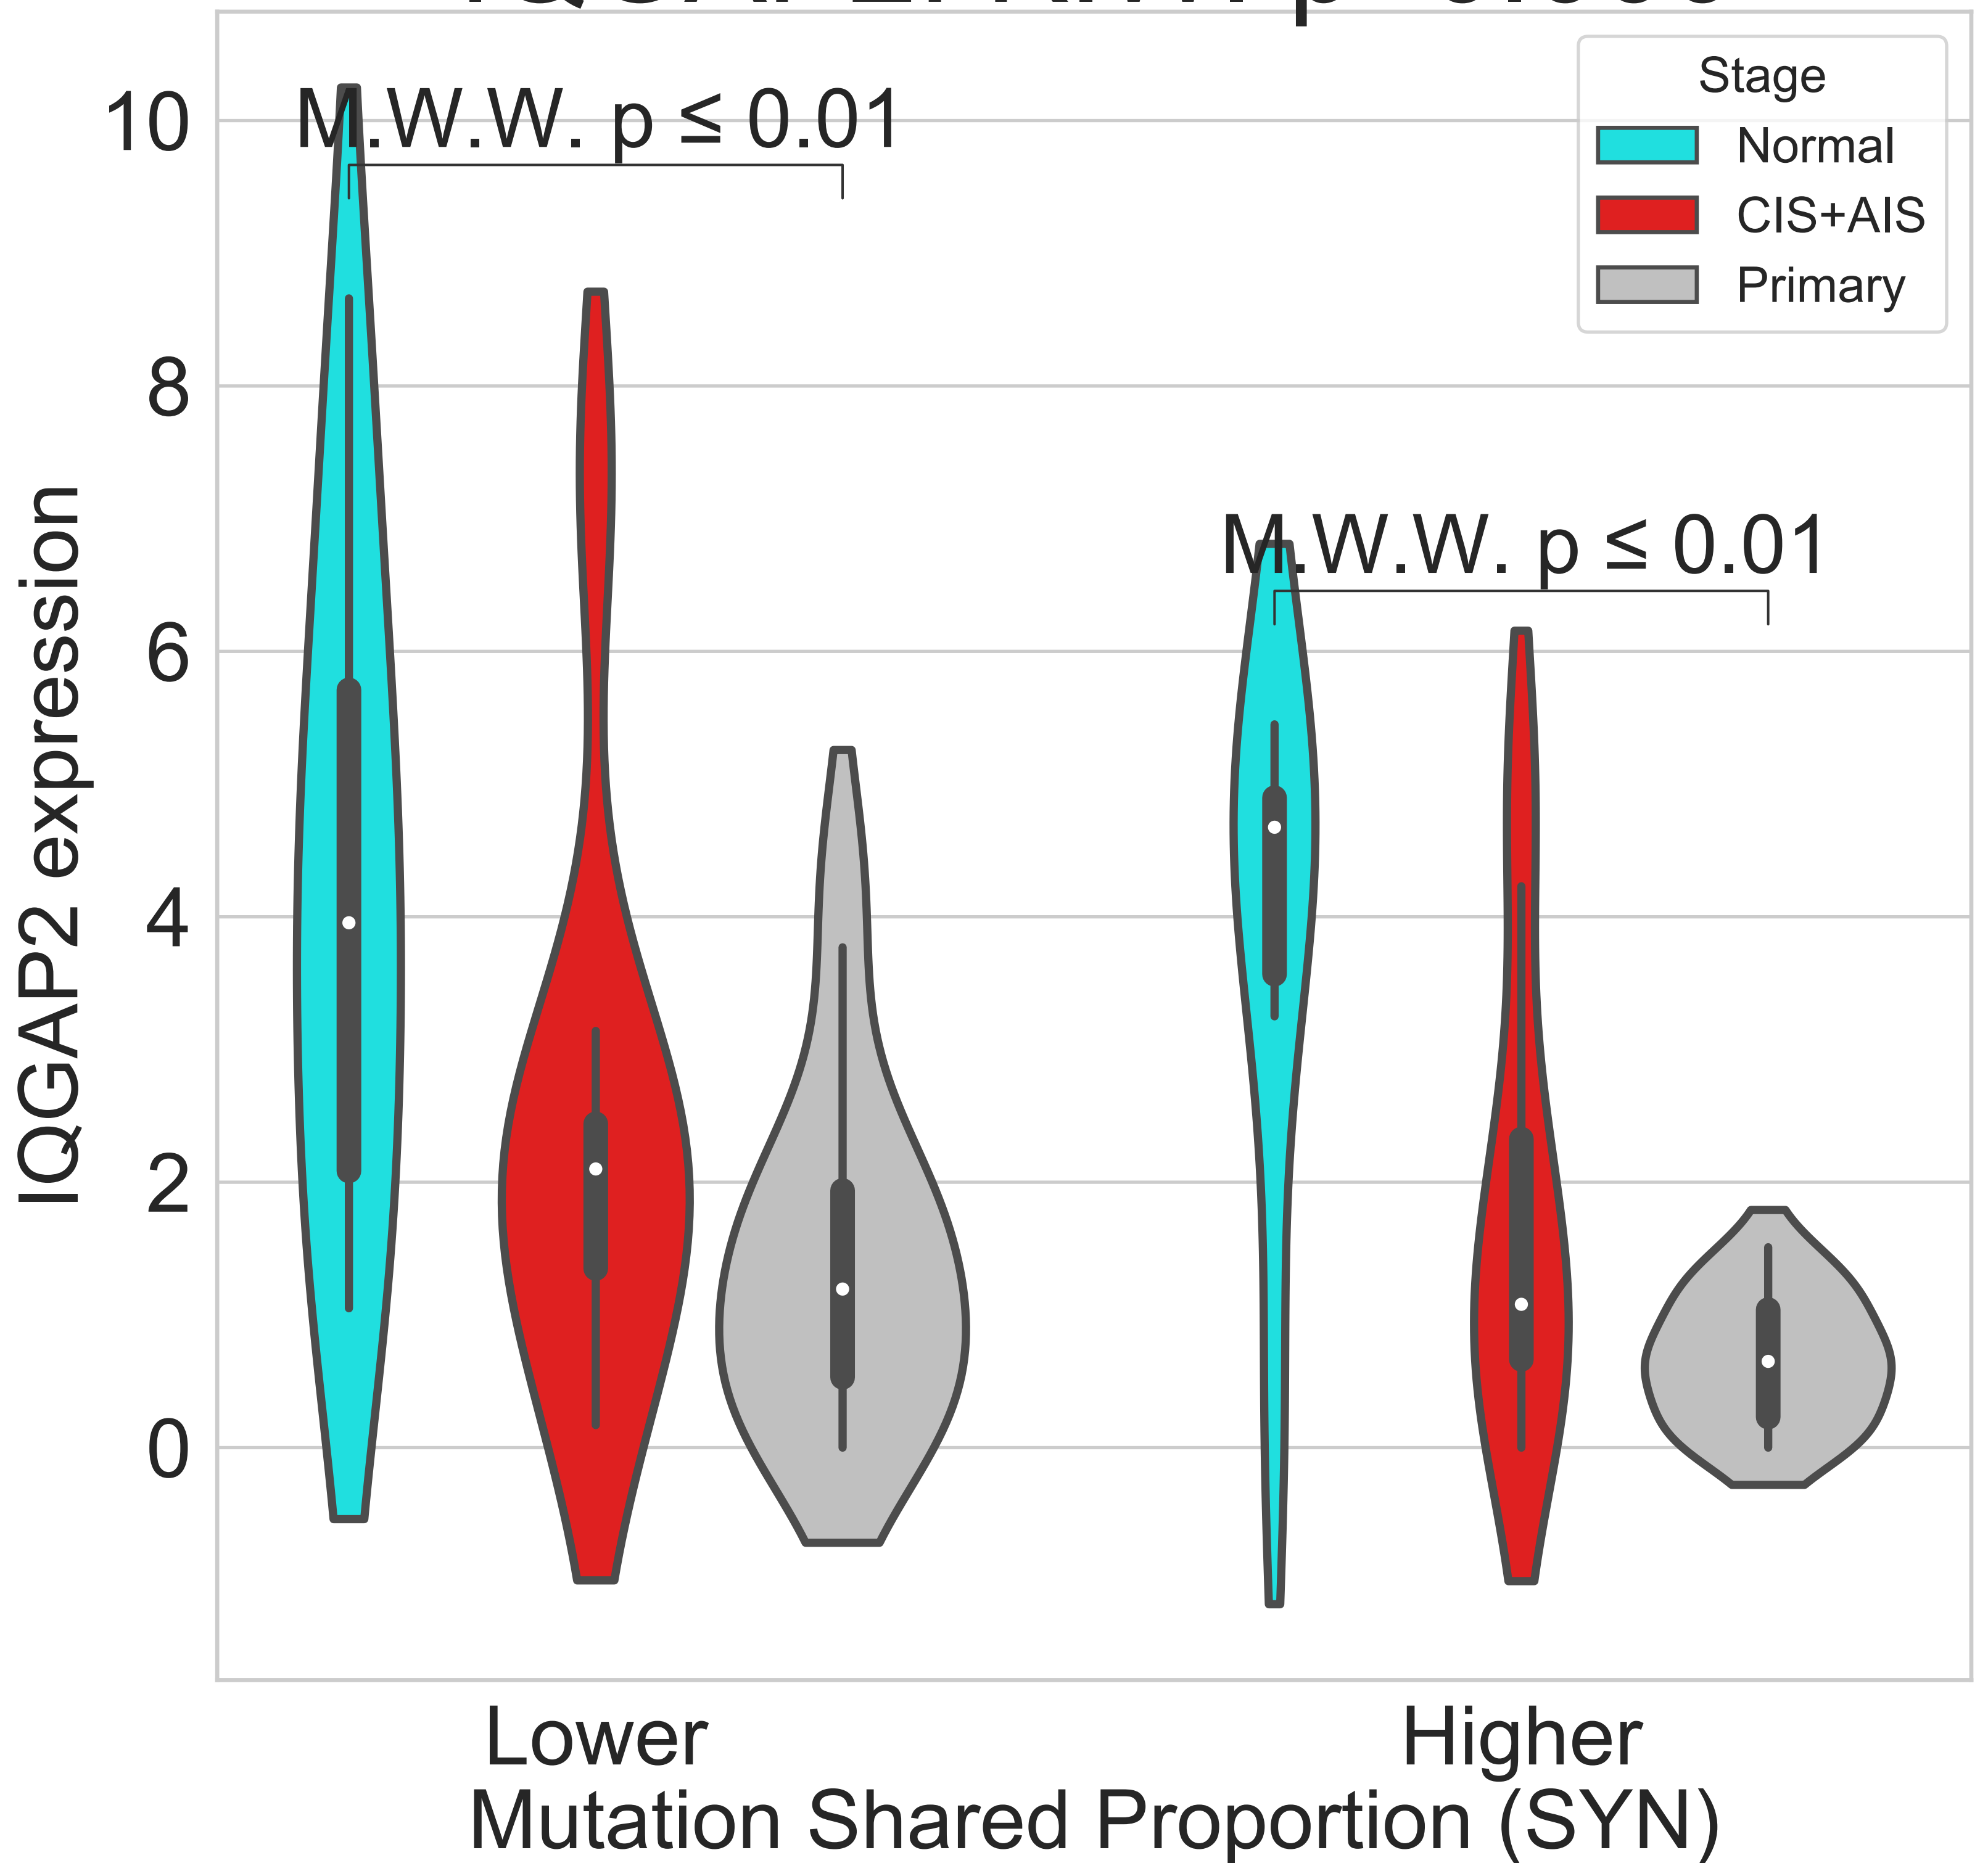 Stage
Normal
CIS+AIS
Primary
M.W.W. p ≤ 0.01
M.W.W. p ≤ 0.01
10
8
6
4
2
0
IQGAP2 expression
Lower
Higher
Mutation Shared Proportion (SYN)